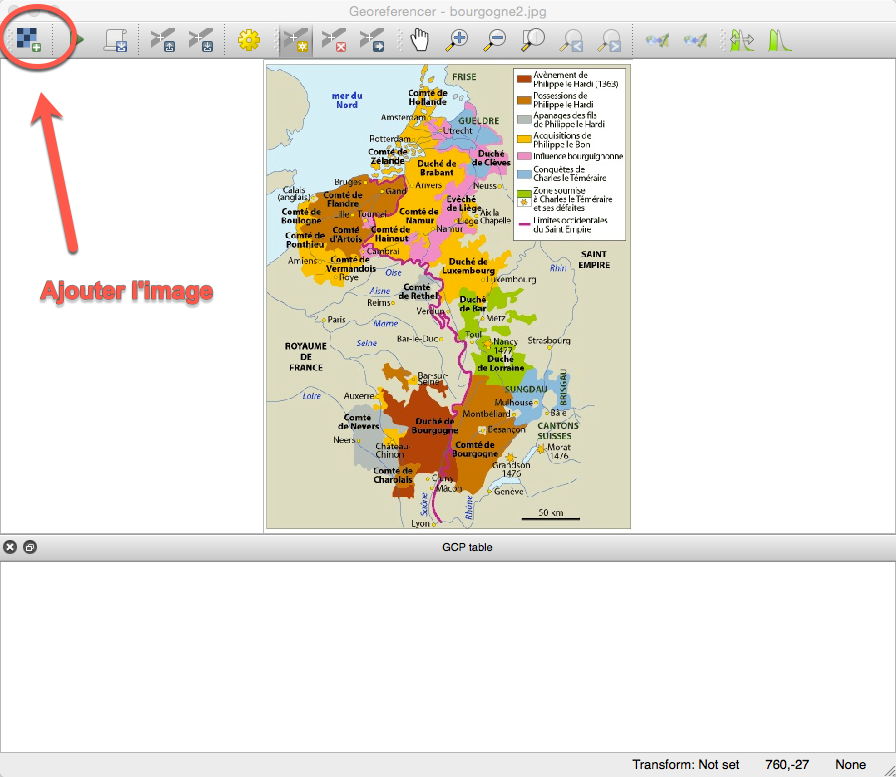 Georeferencer - bourgogne2.jpg
Ajouter l'image
mer du
Nord
FRISE
Comté de
Hollande
Amsterdam
GUELDRE
Utrecht
Rotterdam
Comté de
Zélande
Duché de
Brabant
Duché
de Clèves
Bruges
Gand
Anvers
Neuss
Calais
(anglais)
Comté de
Flandre
Evêché
de Liège
Comté de
Boulogne
Lille
Tournai
Comté de
Namur
Liège
Aix la
Chapelle
Comté de
Ponthieu
Comté
d'Artois
Comté de
Hainaut
Namur
Cambrai
Amiens
Comté de
Vermandois
Roye
Oise
Duché de
Luxembourg
Luxembourg
Rhin
SAINT
EMPIRE
Aisne
Comté
de Rethel
Reims
Verdun
Duché
de Bar
Metz
Paris
Marne
Seine
Bar-le-Duc
Toul
Nancy
1477
Strasbourg
ROYAUME
DE
FRANCE
Duché
de Lorraine
Bar-sur-
Seine
Loire
Auxerre
SUNGDAU
BRISGAU
Mulhouse
Montbéliard
Bâle
Comté
de Nevers
Duché de
Bourgogne
Besançon
CANTONS
SUISSES
Neers
Château-
Chinon
Comté de
Bourgogne
Morat
1476
Grandson
1476
Comté de
Charolais
Cluny
Mâcon
Genève
Saône
Rhône
Lyon
50 km
Avènement de
Philippe le Hardi (1363)
Possessions de
Philippe le Hardi
Apanages des fils
de Philippe le Hardi
Acquisitions de
Philippe le Bon
Influence bourguignonne
Conquêtes de
Charles le Téméraire
Zone soumise
à Charles le Téméraire
et ses défaites
Limites occidentales
du Saint Empire
GCP table
Transform: Not set
760,-27
None